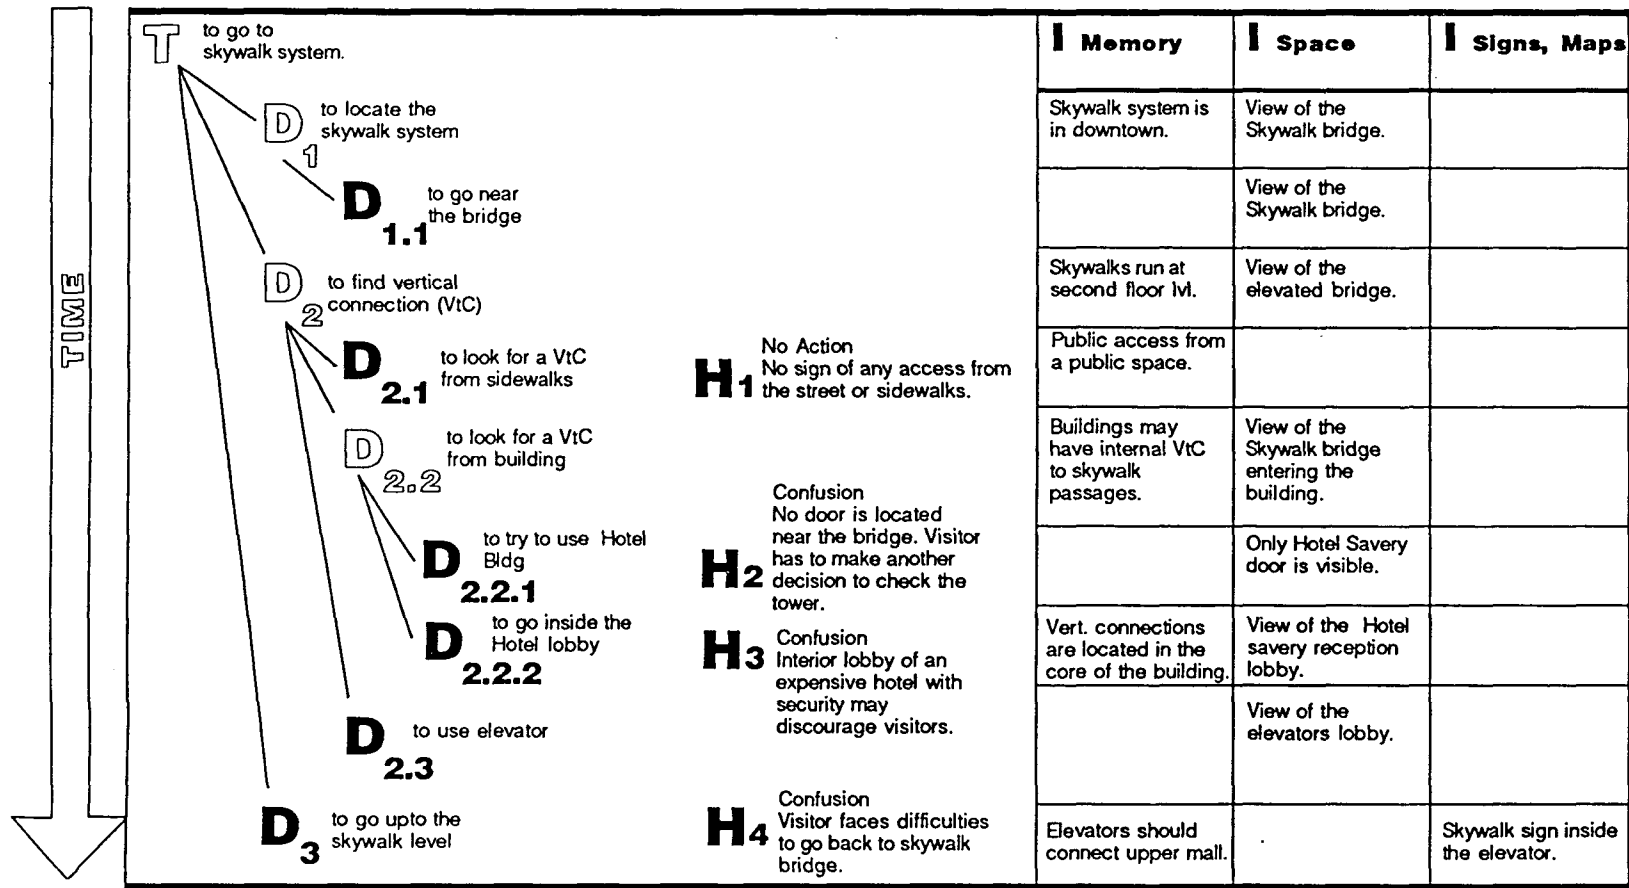 TIME
T to go to
skywalk system.
D1 to locate the
skywalk system
D1.1 to go near
the bridge
D2 to find vertical
connection (VtC)
D2.1 to look for a VtC
from sidewalks
D2.2 to look for a VtC
from building
D2.2.1 to try to use Hotel
Bldg
D2.2.2 to go inside the
Hotel lobby
D2.3 to use elevator
D3 to go upto the
skywalk level
H1 No Action
No sign of any access from
the street or sidewalks.
H2 Confusion
No door is located
near the bridge. Visitor
has to make another
decision to check the
tower.
H3 Confusion
Interior lobby of an
expensive hotel with
security may
discourage visitors.
H4 Confusion
Visitor faces difficulties
to go back to skywalk
bridge.
I Memory
I Space
I Signs, Maps
Skywalk system is
in downtown.
View of the
Skywalk bridge.
View of the
Skywalk bridge.
Skywalks run at
second floor lvl.
View of the
elevated bridge.
Public access from
a public space.
Buildings may
have internal VtC
to skywalk
passages.
View of the
Skywalk bridge
entering the
building.
Only Hotel Savery
door is visible.
Vert. connections
are located in the
core of the building.
View of the Hotel
savery reception
lobby.
View of the
elevators lobby.
Elevators should
connect upper mall.
Skywalk sign inside
the elevator.